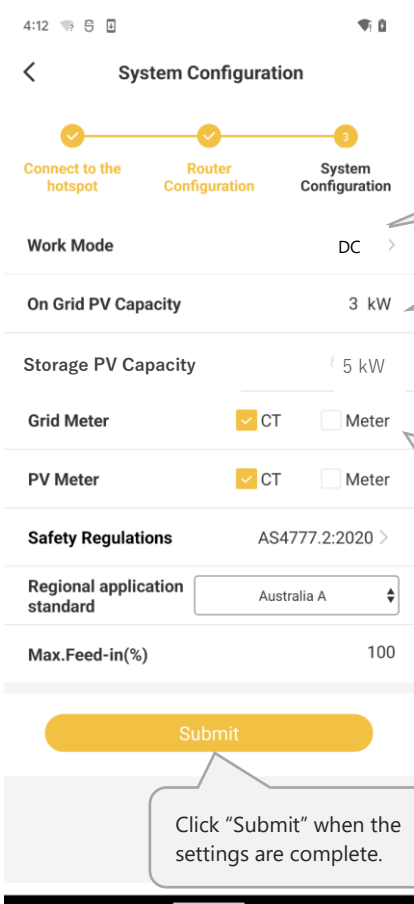 4:12
System Configuration
3
Connect to the
hotspot
Router
Configuration
System
Configuration
Work Mode DC
On Grid PV Capacity 3 kW
Storage PV Capacity 5 kW
Grid Meter CT Meter
PV Meter CT Meter
Safety Regulations AS4777.2:2020
Regional application
standard
Australia A
Max.Feed-in(%) 100
Submit
Click “Submit” when the
settings are complete.